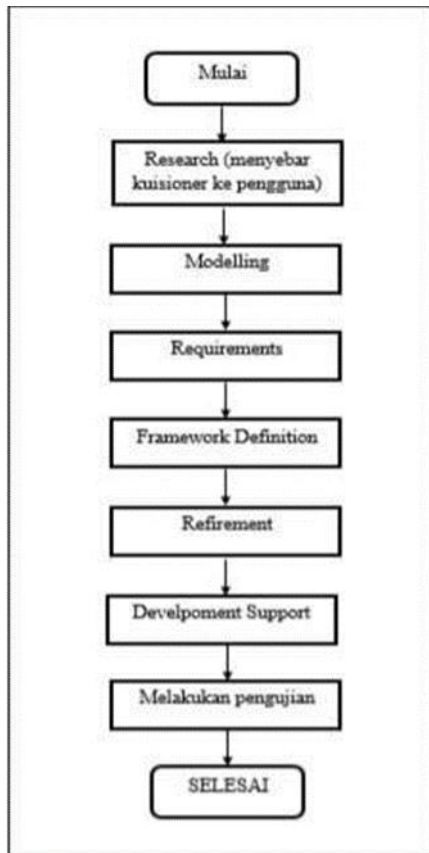 Mulai
Research (menyebar
kuisioner ke pengguna)
Modelling
Requirements
Framework Definition
Refirement
Develpoment Support
Melakukan pengujian
SELESAI